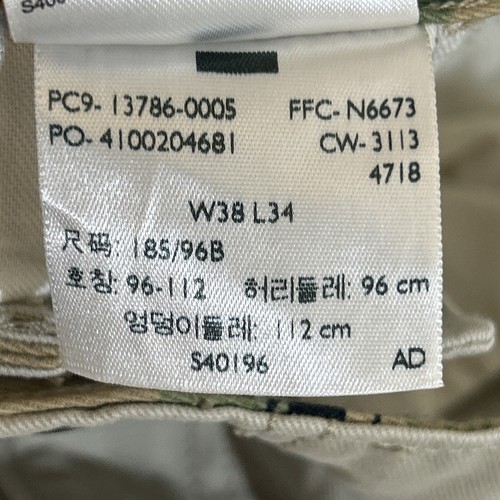 PC9- 13786-0005 FFC- N6673
PO- 4100204681 CW- 3113
4718
W38 L34
尺码: 185/96B
호칭: 96-112 허리둘레: 96 cm
엉덩이둘레: 112 cm
S40196 AD